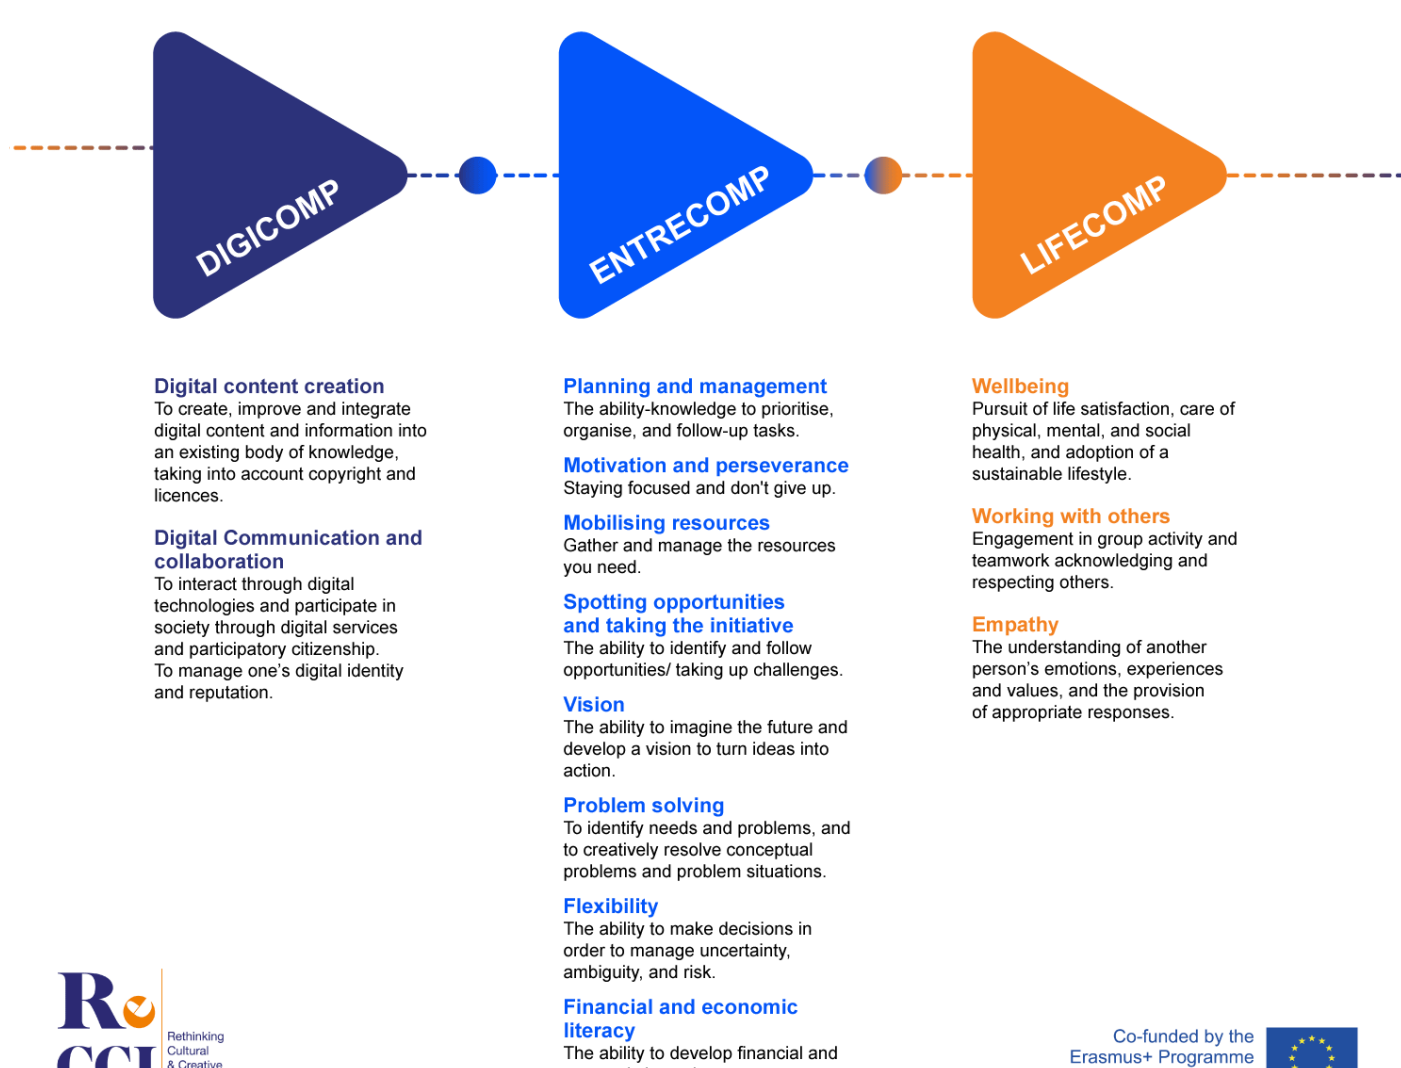 DIGICOMP
ENTRECOMP
LIFECOMP
Digital content creation
To create, improve and integrate
digital content and information into
an existing body of knowledge,
taking into account copyright and
licences.
Digital Communication and
collaboration
To interact through digital
technologies and participate in
society through digital services
and participatory citizenship.
To manage one’s digital identity
and reputation.
Planning and management
The ability-knowledge to prioritise,
organise, and follow-up tasks.
Motivation and perseverance
Staying focused and don't give up.
Mobilising resources
Gather and manage the resources
you need.
Spotting opportunities
and taking the initiative
The ability to identify and follow
opportunities/ taking up challenges.
Vision
The ability to imagine the future and
develop a vision to turn ideas into
action.
Problem solving
To identify needs and problems, and
to creatively resolve conceptual
problems and problem situations.
Flexibility
The ability to make decisions in
order to manage uncertainty,
ambiguity, and risk.
Financial and economic
literacy
The ability to develop financial and
Wellbeing
Pursuit of life satisfaction, care of
physical, mental, and social
health, and adoption of a
sustainable lifestyle.
Working with others
Engagement in group activity and
teamwork acknowledging and
respecting others.
Empathy
The understanding of another
person’s emotions, experiences
and values, and the provision
of appropriate responses.
Re
CCI
Rethinking
Cultural
& Creative
Co-funded by the
Erasmus+ Programme